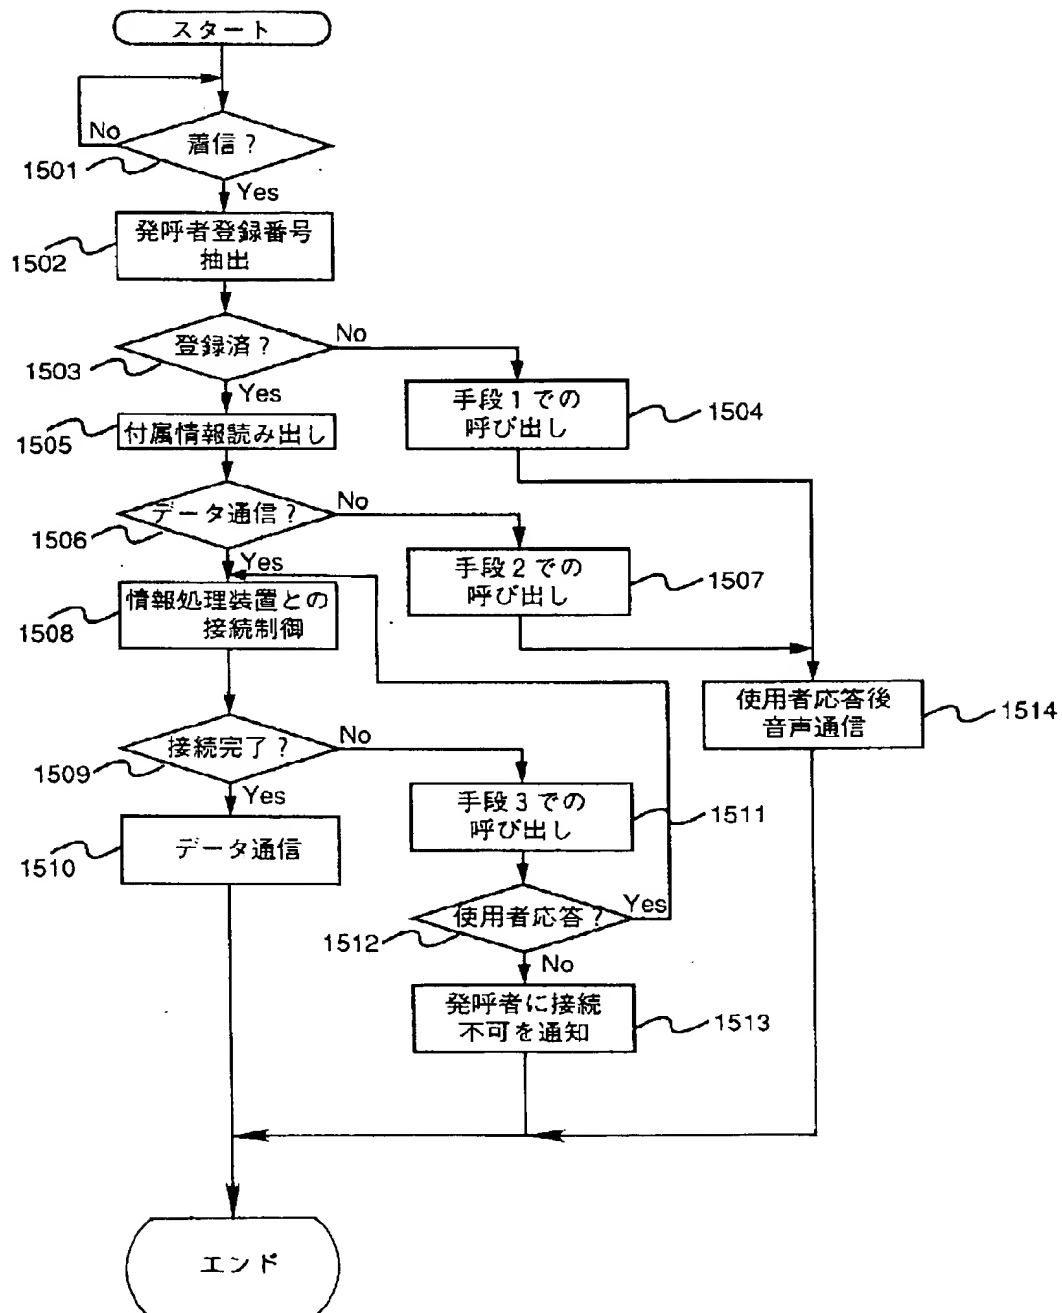 スタート
No
着信？
1501
Yes
発呼者登録番号
抽出
1502
No
登録済？
1503
Yes
手段１での
呼び出し
1504
付属情報読み出し
1505
No
データ通信？
1506
Yes
手段２での
呼び出し
1507
情報処理装置との
接続制御
1508
使用者応答後
音声通信
1514
No
接続完了？
1509
Yes
手段３での
呼び出し
1511
データ通信
1510
使用者応答？
Yes
1512
No
発呼者に接続
不可を通知
1513
エンド